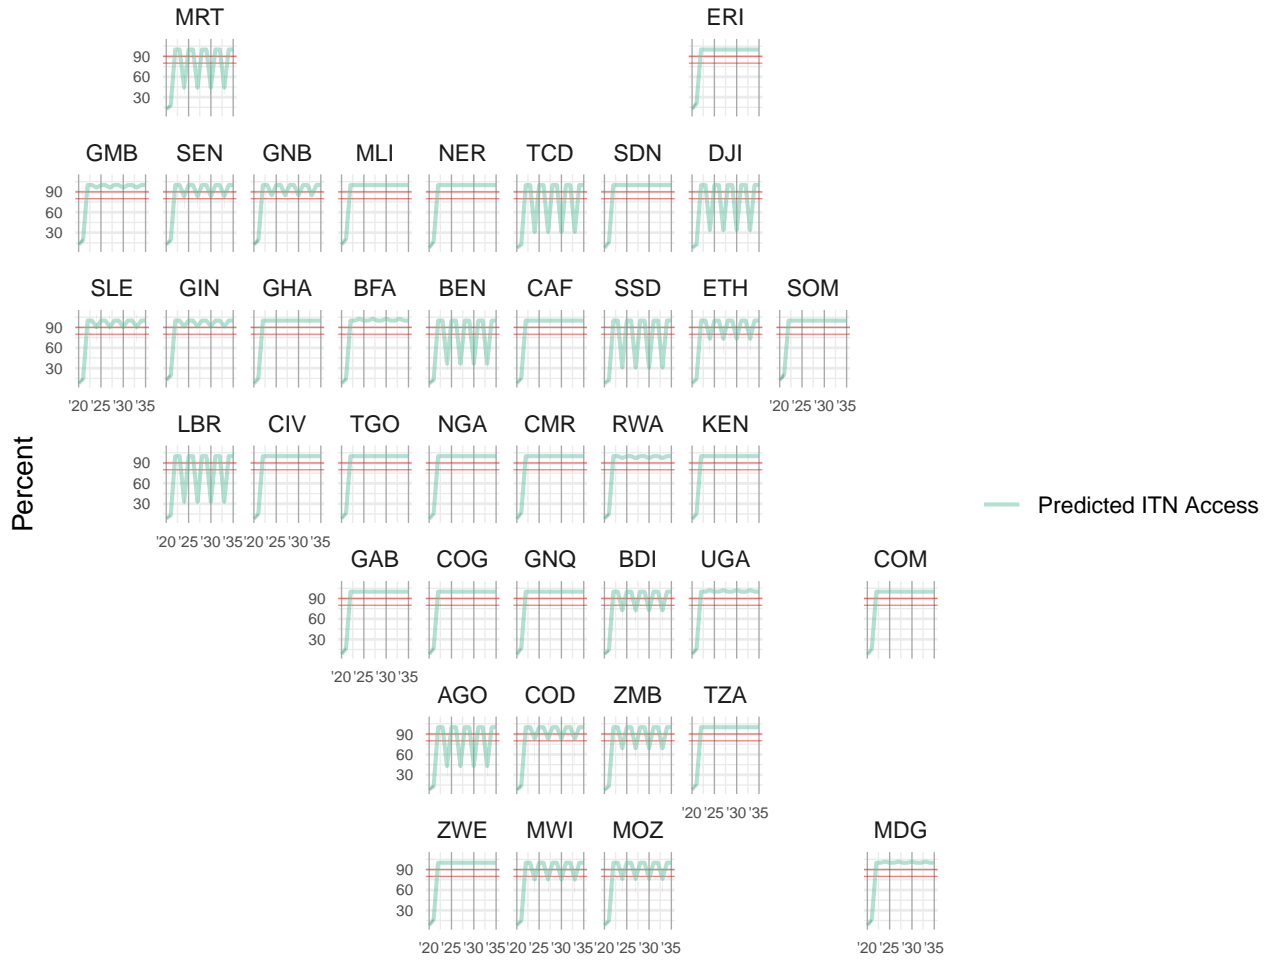 MRT ERI
90
60
30
GMB SEN GNB MLI NER TCD SDN DJI
90
60
30
SLE GIN GHA BFA BEN CAF SSD ETH SOM
90
60
30
'20 '25 '30 '35 '20 '25 '30 '35
LBR CIV TGO NGA CMR RWA KEN
90
60
30
'20 '25 '30 '35 '20 '25 '30 '35
Percent
Predicted ITN Access
GAB COG GNQ BDI UGA COM
90
60
30
'20 '25 '30 '35
AGO COD ZMB TZA
90
60
30
'20 '25 '30 '35
ZWE MWI MOZ MDG
90
60
30
'20 '25 '30 '35 '20 '25 '30 '35 '20 '25 '30 '35 '20 '25 '30 '35